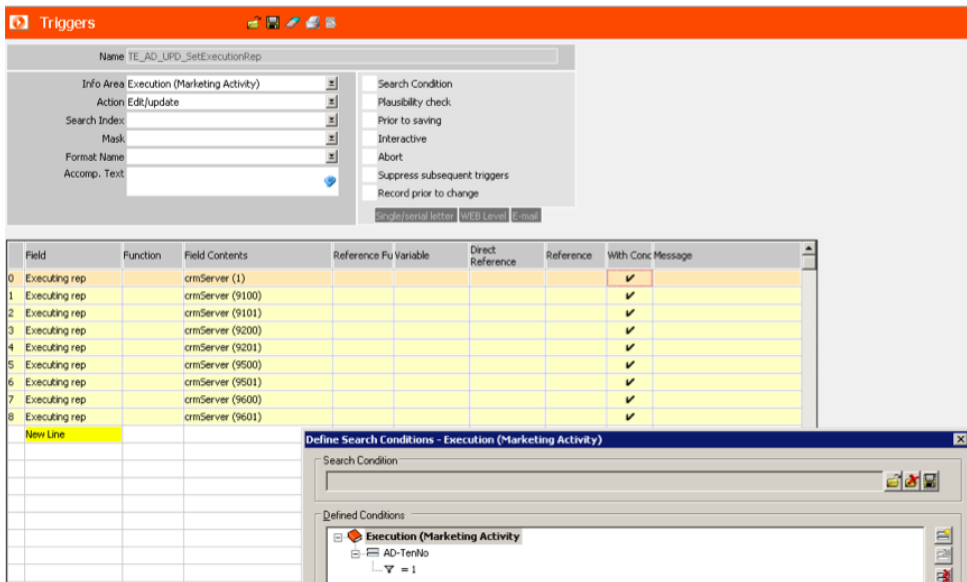 Triggers
Name TE_AD_UPD_SetExecutionRep
Info Area Execution (Marketing Activity)
Action Edit/update
Search Index
Mask
Format Name
Accomp. Text
Search Condition
Plausibility check
Prior to saving
Interactive
Abort
Suppress subsequent triggers
Record prior to change
Single/serial letter WEB Level E-mail
Field Function Field Contents Reference Fu Variable Direct Reference Reference With Conc Message
0 Executing rep crmServer (1) ✔
1 Executing rep crmServer (9100) ✔
2 Executing rep crmServer (9101) ✔
3 Executing rep crmServer (9200) ✔
4 Executing rep crmServer (9201) ✔
5 Executing rep crmServer (9500) ✔
6 Executing rep crmServer (9501) ✔
7 Executing rep crmServer (9600) ✔
8 Executing rep crmServer (9601) ✔
New Line
Define Search Conditions - Execution (Marketing Activity)
Search Condition
Defined Conditions
Execution (Marketing Activity
AD-TenNo
= 1